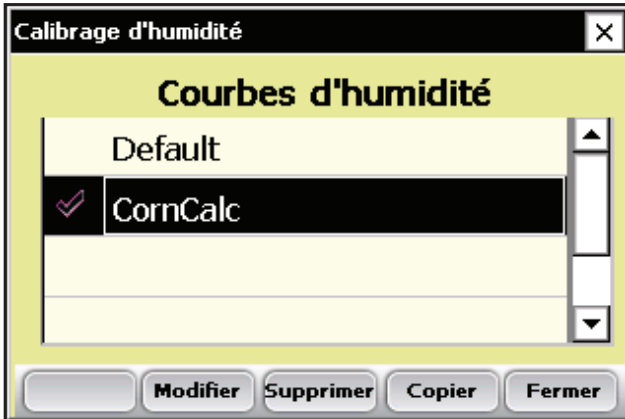 Calibrage d'humidité
Courbes d'humidité
Default
CornCalc
Modifier Supprimer Copier Fermer